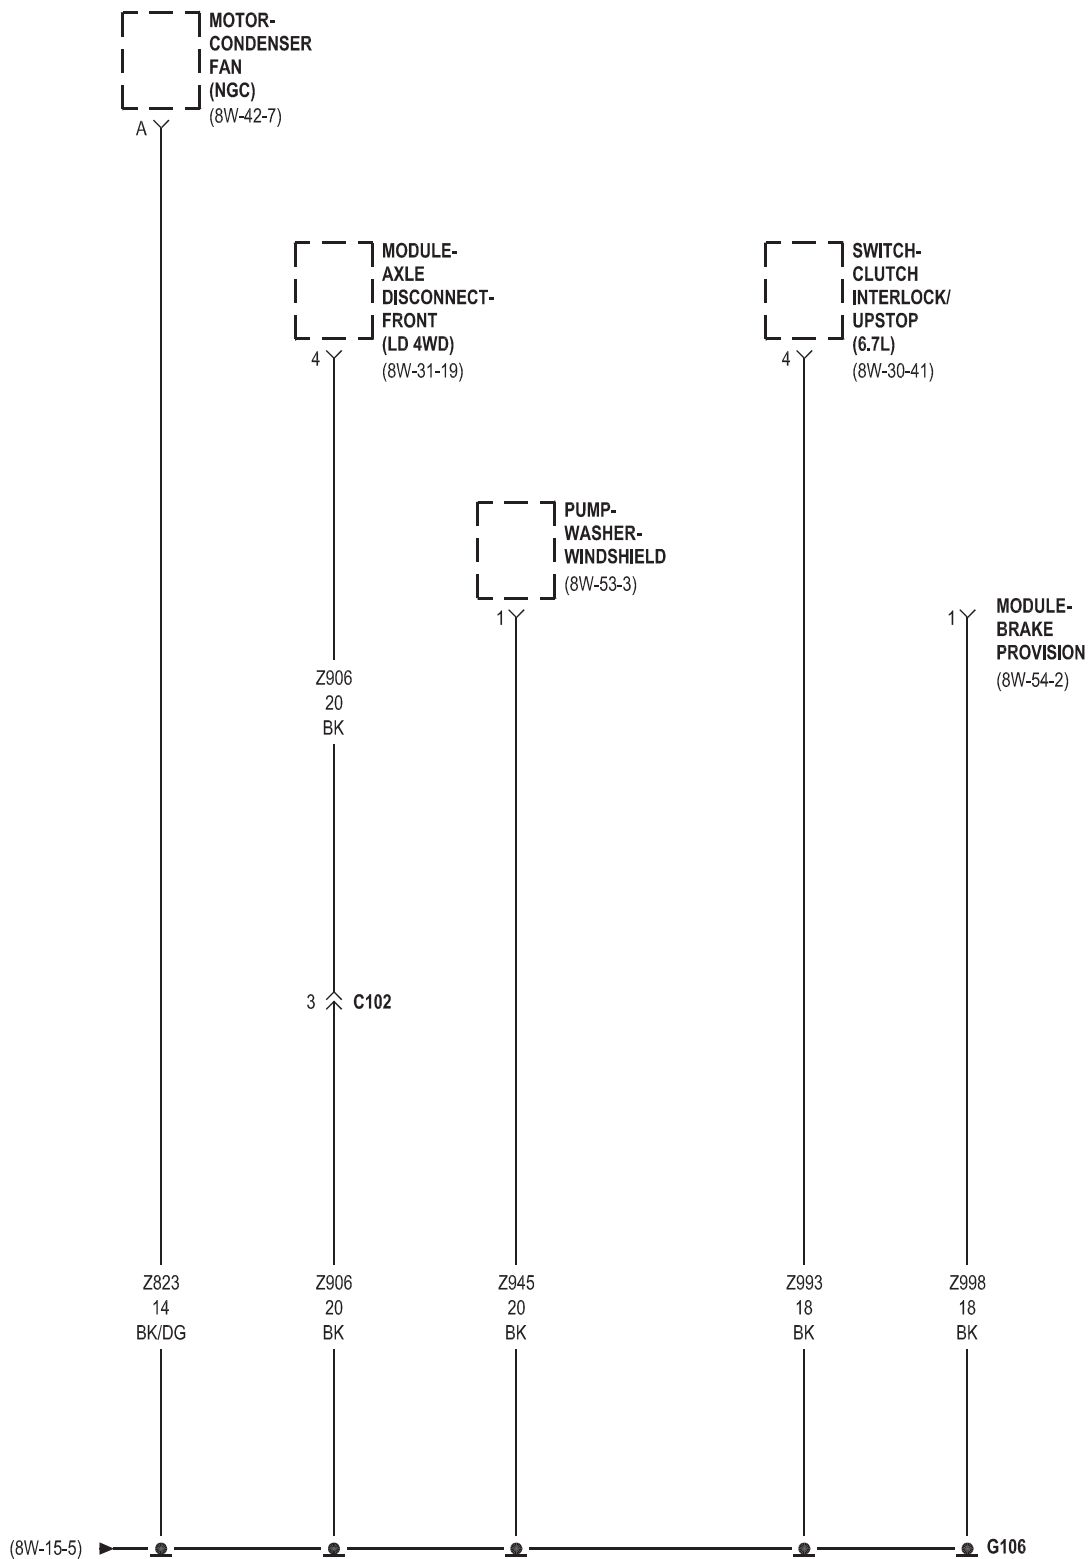 MOTOR-
CONDENSER
FAN
(NGC)
(8W-42-7)
A
MODULE-
AXLE
DISCONNECT-
FRONT
(LD 4WD)
(8W-31-19)
4
SWITCH-
CLUTCH
INTERLOCK/
UPSTOP
(6.7L)
(8W-30-41)
4
PUMP-
WASHER-
WINDSHIELD
(8W-53-3)
1
MODULE-
BRAKE
PROVISION
(8W-54-2)
1
Z906
20
BK
3 C102
Z823
14
BK/DG
Z906
20
BK
Z945
20
BK
Z993
18
BK
Z998
18
BK
(8W-15-5)
G106